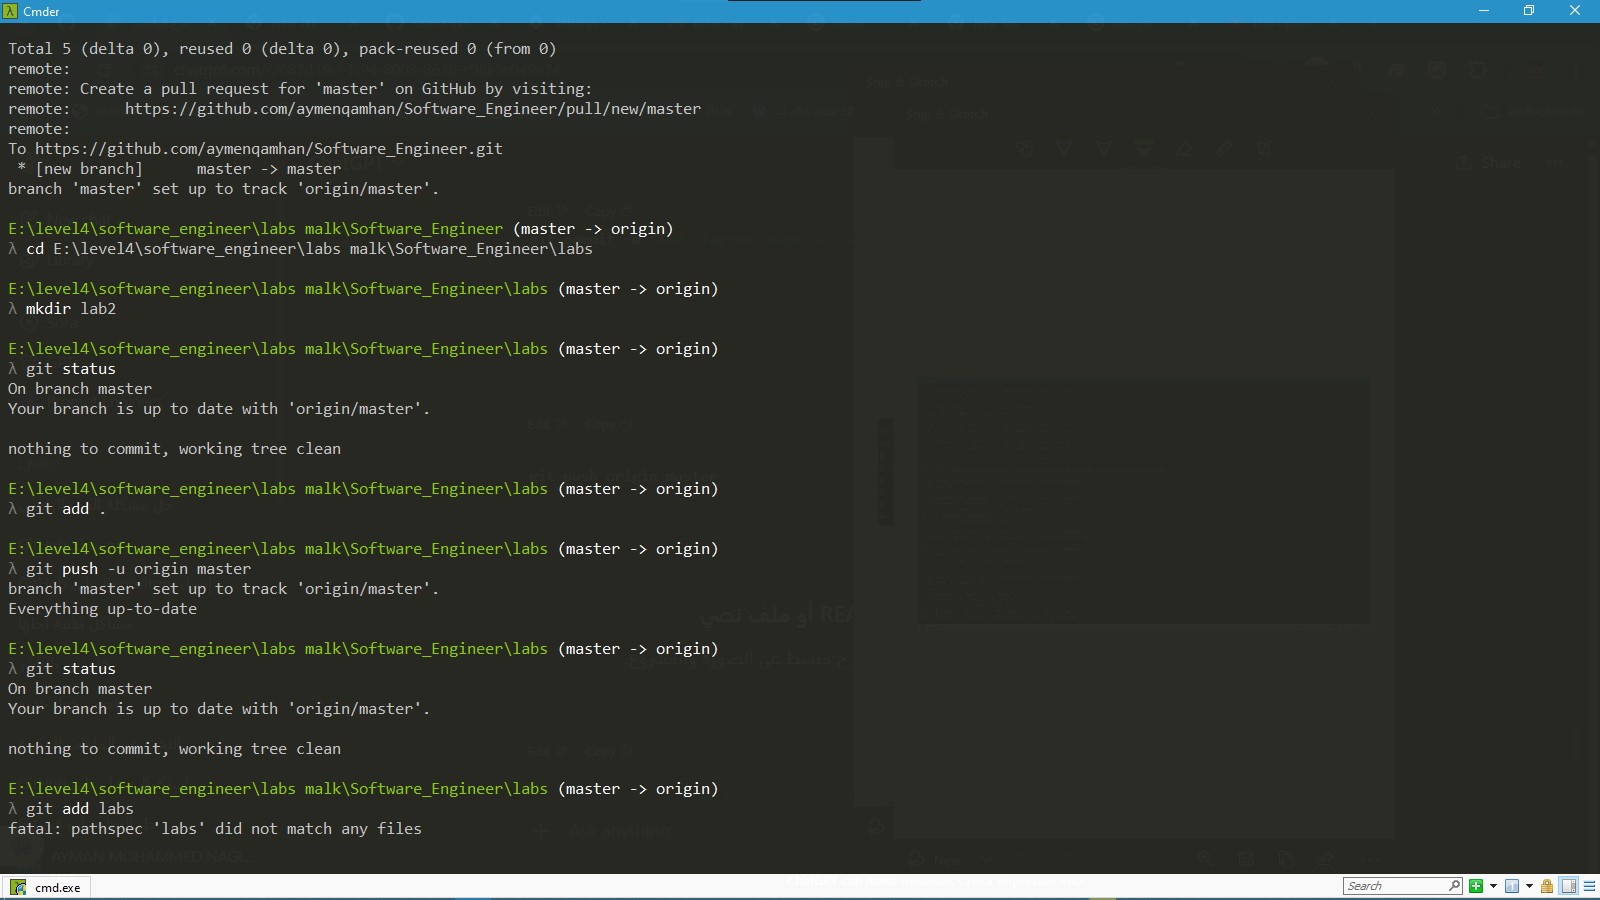 Cmder
Total 5 (delta 0), reused 0 (delta 0), pack-reused 0 (from 0)
remote:
remote: Create a pull request for 'master' on GitHub by visiting:
remote:      https://github.com/aymenqamhan/Software_Engineer/pull/new/master
remote:
To https://github.com/aymenqamhan/Software_Engineer.git
 * [new branch]      master -> master
branch 'master' set up to track 'origin/master'.
E:\level4\software_engineer\labs malk\Software_Engineer (master -> origin)
λ cd E:\level4\software_engineer\labs malk\Software_Engineer\labs
E:\level4\software_engineer\labs malk\Software_Engineer\labs (master -> origin)
λ mkdir lab2
E:\level4\software_engineer\labs malk\Software_Engineer\labs (master -> origin)
λ git status
On branch master
Your branch is up to date with 'origin/master'.
nothing to commit, working tree clean
E:\level4\software_engineer\labs malk\Software_Engineer\labs (master -> origin)
λ git add .
E:\level4\software_engineer\labs malk\Software_Engineer\labs (master -> origin)
λ git push -u origin master
branch 'master' set up to track 'origin/master'.
Everything up-to-date
E:\level4\software_engineer\labs malk\Software_Engineer\labs (master -> origin)
λ git status
On branch master
Your branch is up to date with 'origin/master'.
nothing to commit, working tree clean
E:\level4\software_engineer\labs malk\Software_Engineer\labs (master -> origin)
λ git add labs
fatal: pathspec 'labs' did not match any files
cmd.exe
Search